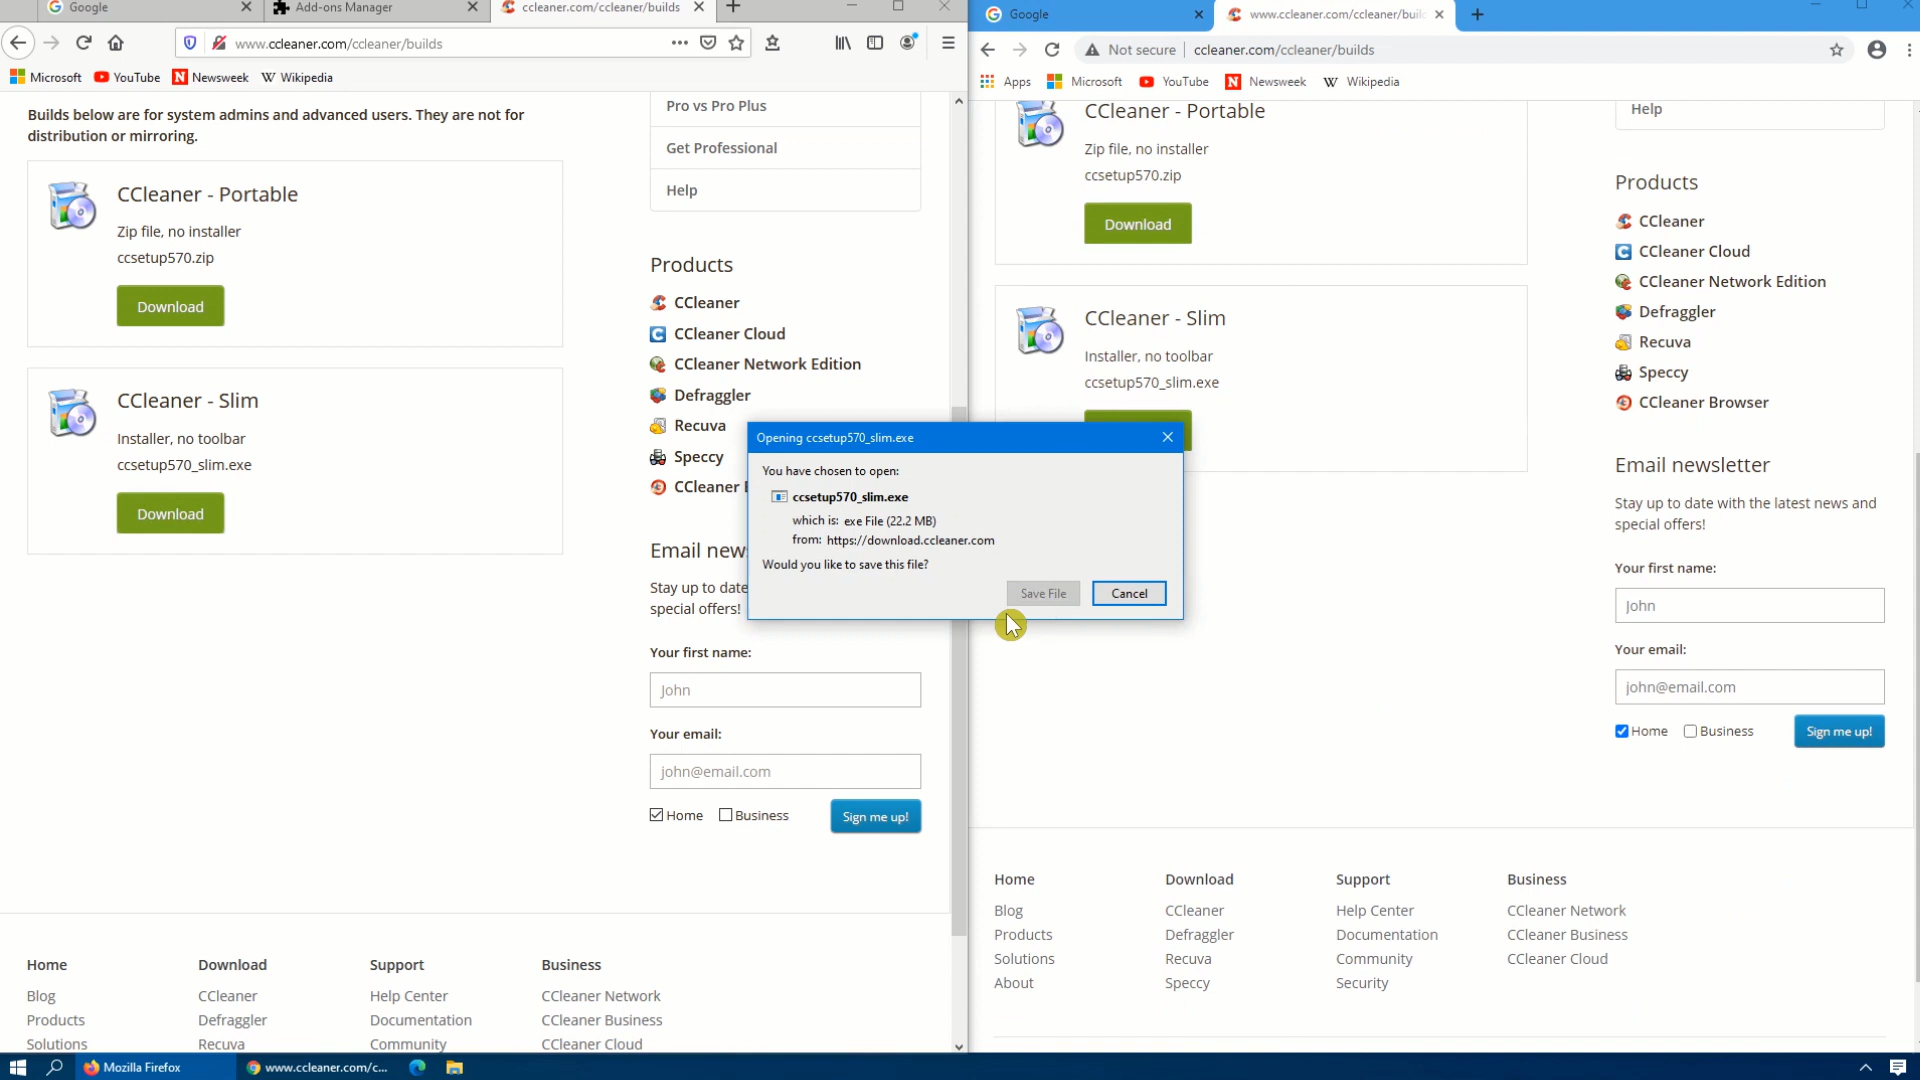 Google
Add-ons Manager
ccleaner.com/ccleaner/builds
www.ccleaner.com/ccleaner/builds
Microsoft
YouTube
Newsweek
Wikipedia
Builds below are for system admins and advanced users. They are not for
distribution or mirroring.
CCleaner - Portable
Zip file, no installer
ccsetup570.zip
Download
CCleaner - Slim
Installer, no toolbar
ccsetup570_slim.exe
Download
Pro vs Pro Plus
Get Professional
Help
Products
CCleaner
CCleaner Cloud
CCleaner Network Edition
Defraggler
Recuva
Speccy
CCleaner
Email new
Stay up to date
special offers!
Your first name:
John
Your email:
john@email.com
Home
Business
Sign me up!
Home
Blog
Products
Solutions
Download
CCleaner
Defraggler
Recuva
Support
Help Center
Documentation
Community
Business
CCleaner Network
CCleaner Business
CCleaner Cloud
Opening ccsetup570_slim.exe
You have chosen to open:
ccsetup570_slim.exe
which is: exe File (22.2 MB)
from: https://download.ccleaner.com
Would you like to save this file?
Save File
Cancel
Google
www.ccleaner.com/ccleaner/buil
Not secure
ccleaner.com/ccleaner/builds
Apps
Microsoft
YouTube
Newsweek
Wikipedia
CCleaner - Portable
Zip file, no installer
ccsetup570.zip
Download
CCleaner - Slim
Installer, no toolbar
ccsetup570_slim.exe
Help
Products
CCleaner
CCleaner Cloud
CCleaner Network Edition
Defraggler
Recuva
Speccy
CCleaner Browser
Email newsletter
Stay up to date with the latest news and
special offers!
Your first name:
John
Your email:
john@email.com
Home
Business
Sign me up!
Home
Blog
Products
Solutions
About
Download
CCleaner
Defraggler
Recuva
Speccy
Support
Help Center
Documentation
Community
Security
Business
CCleaner Network
CCleaner Business
CCleaner Cloud
Mozilla Firefox
www.ccleaner.com/c...